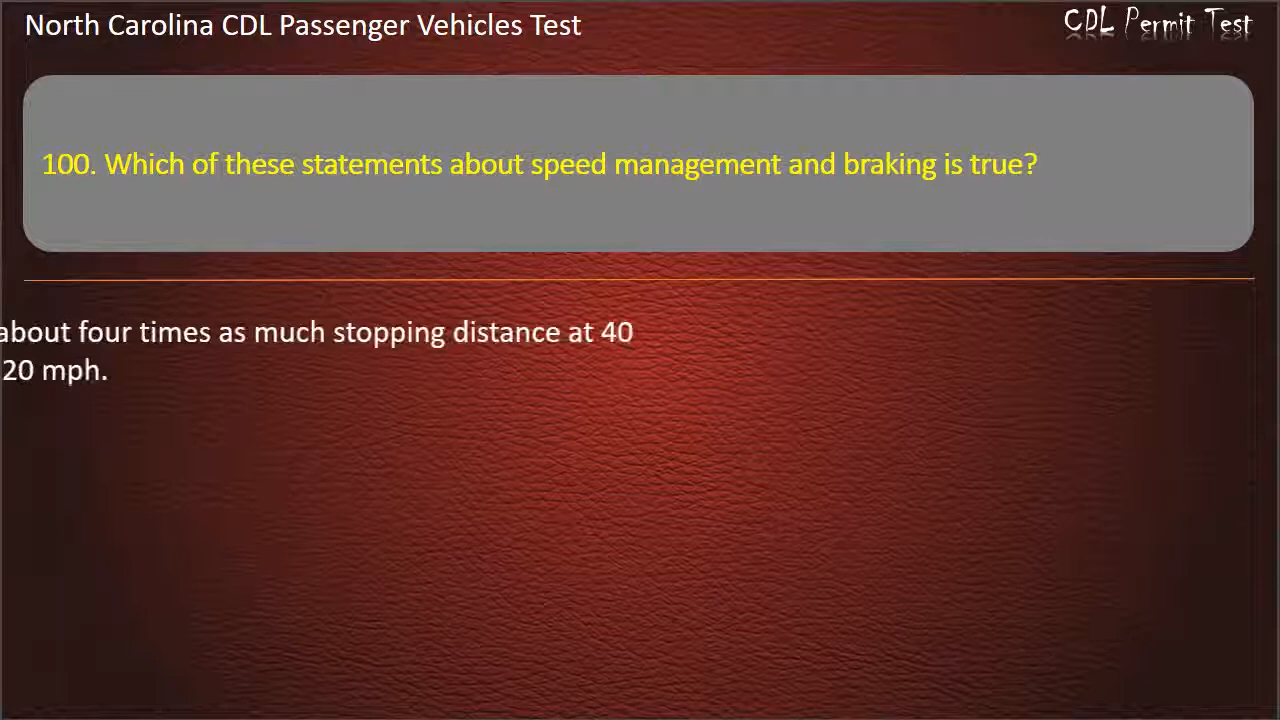 North Carolina CDL Passenger Vehicles Test
CDL Permit Test
100. Which of these statements about speed management and braking is true?
about four times as much stopping distance at 40
20 mph.